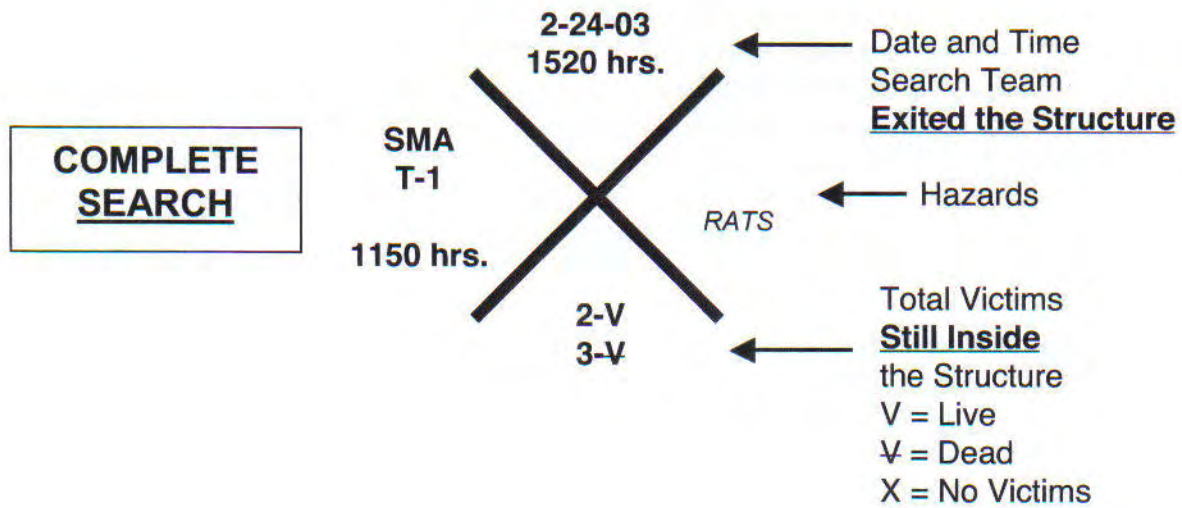 COMPLETE
SEARCH
2-24-03
1520 hrs.
SMA
T-1
1150 hrs.
RATS
2-V
3-V̶
Date and Time
Search Team
Exited the Structure
Hazards
Total Victims
Still Inside
the Structure
V = Live
V̶ = Dead
X = No Victims